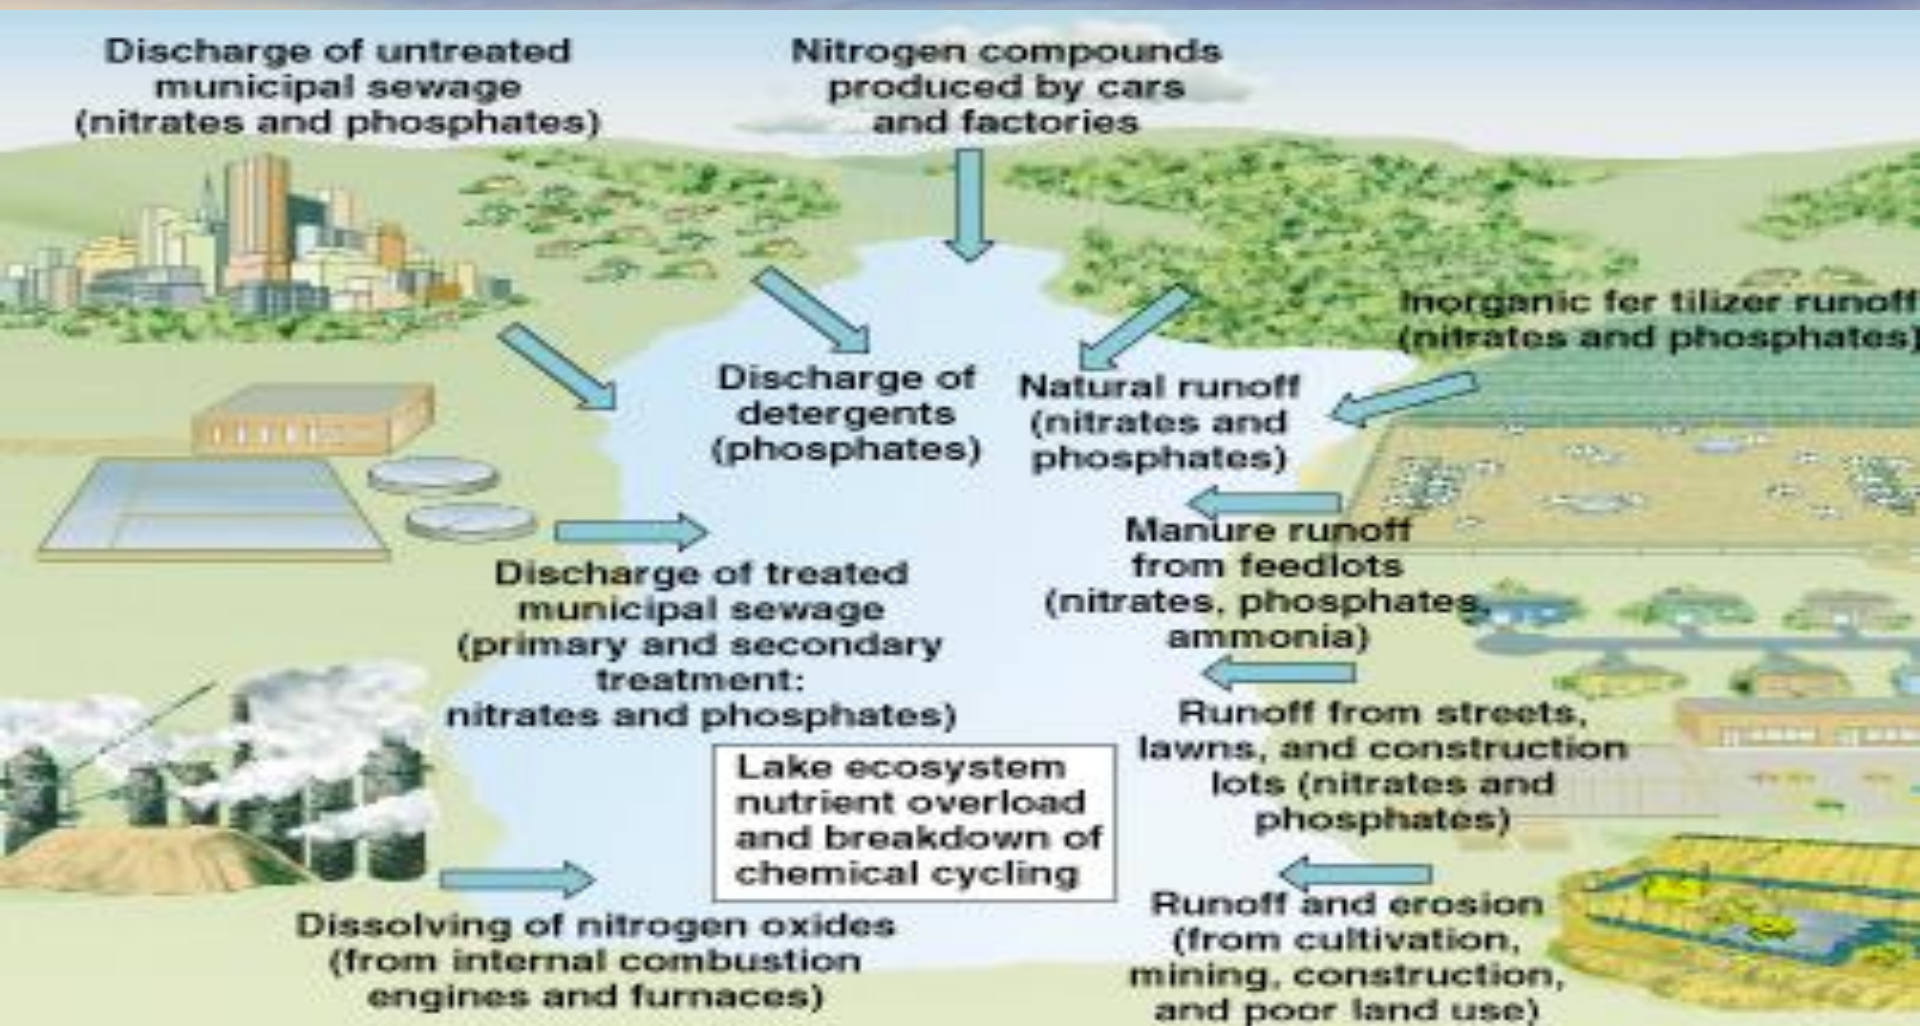 Discharge of untreated
municipal sewage
(nitrates and phosphates)
Nitrogen compounds
produced by cars
and factories
Inorganic fer tilizer runoff
(nitrates and phosphates)
Discharge of
detergents
(phosphates)
Natural runoff
(nitrates and
phosphates)
Manure runoff
from feedlots
(nitrates, phosphates,
ammonia)
Discharge of treated
municipal sewage
(primary and secondary
treatment:
nitrates and phosphates)
Runoff from streets,
lawns, and construction
lots (nitrates and
phosphates)
Lake ecosystem
nutrient overload
and breakdown of
chemical cycling
Dissolving of nitrogen oxides
(from internal combustion
engines and furnaces)
Runoff and erosion
(from cultivation,
mining, construction,
and poor land use)